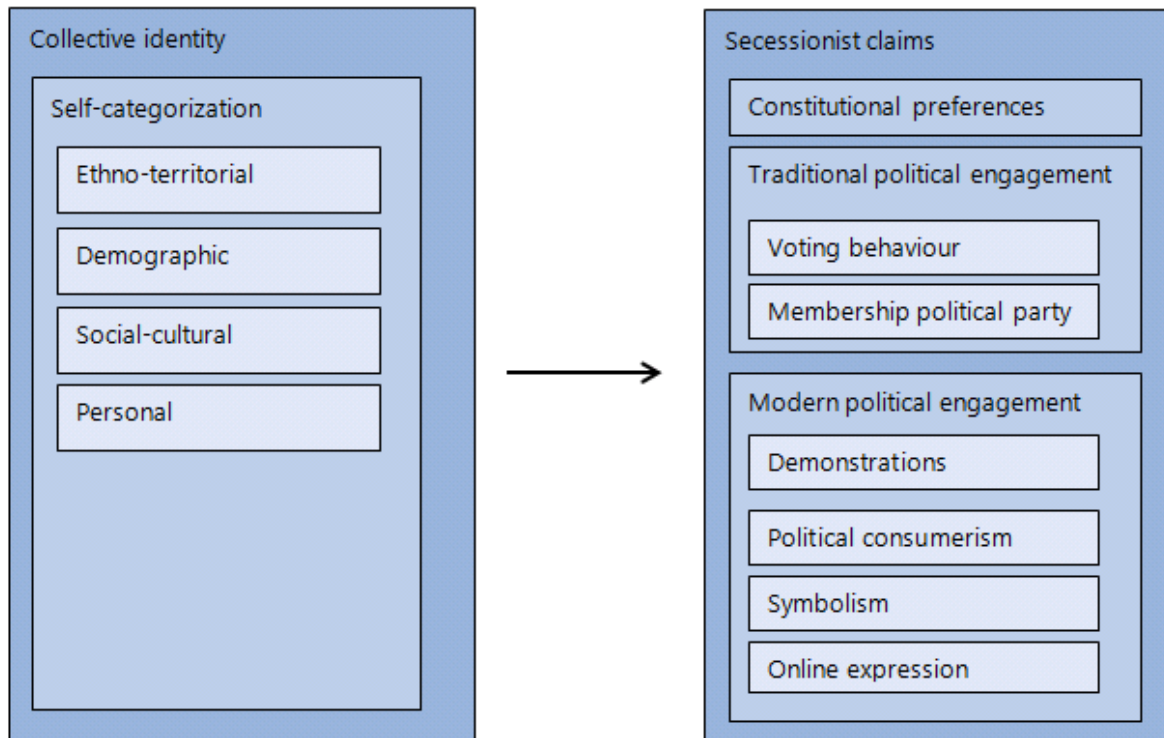 Collective identity
Self-categorization
Ethno-territorial
Demographic
Social-cultural
Personal
Secessionist claims
Constitutional preferences
Traditional political engagement
Voting behaviour
Membership political party
Modern political engagement
Demonstrations
Political consumerism
Symbolism
Online expression